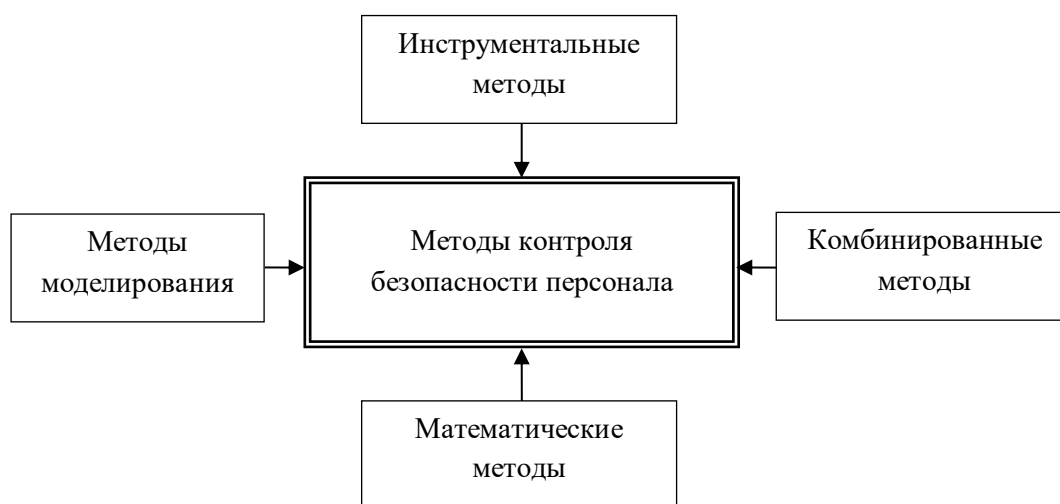 Инструментальные
методы
Методы
моделирования
Методы контроля
безопасности персонала
Комбинированные
методы
Математические
методы